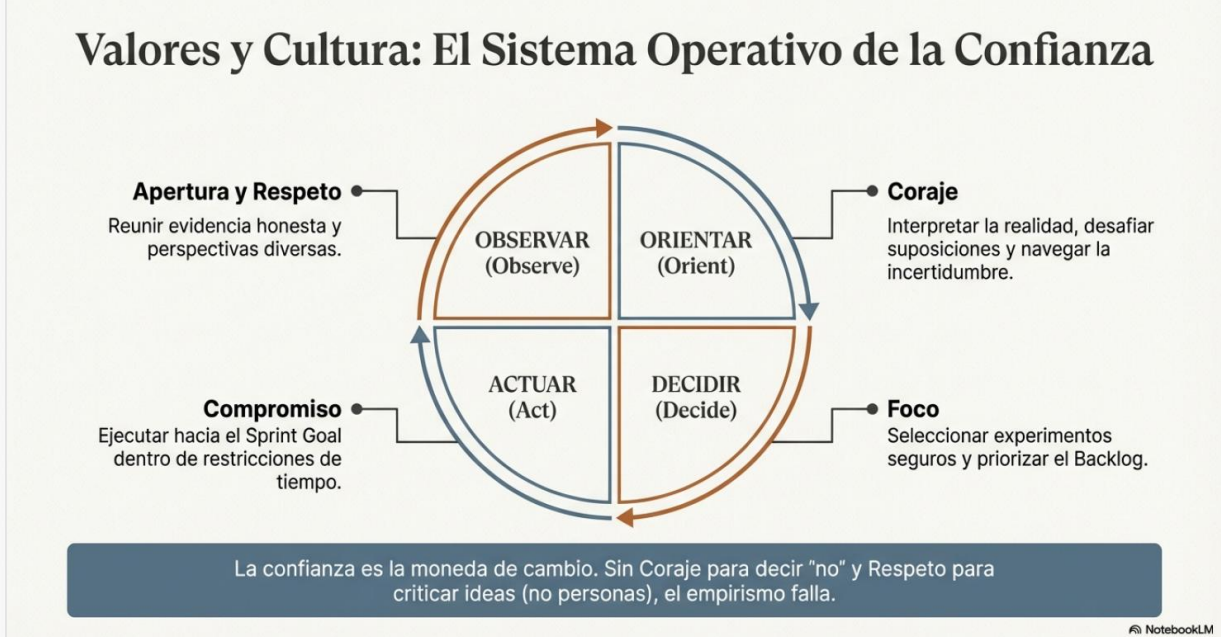 Valores y Cultura: El Sistema Operativo de la Confianza
Apertura y Respeto
Reunir evidencia honesta y
perspectivas diversas.
OBSERVAR
(Observe)
ORIENTAR
(Orient)
Coraje
Interpretar la realidad, desafiar
suposiciones y navegar la
incertidumbre.
Compromiso
Ejecutar hacia el Sprint Goal
dentro de restricciones de
tiempo.
ACTUAR
(Act)
DECIDIR
(Decide)
Foco
Seleccionar experimentos
seguros y priorizar el Backlog.
La confianza es la moneda de cambio. Sin Coraje para decir "no" y Respeto para
criticar ideas (no personas), el empirismo falla.
NotebookLM